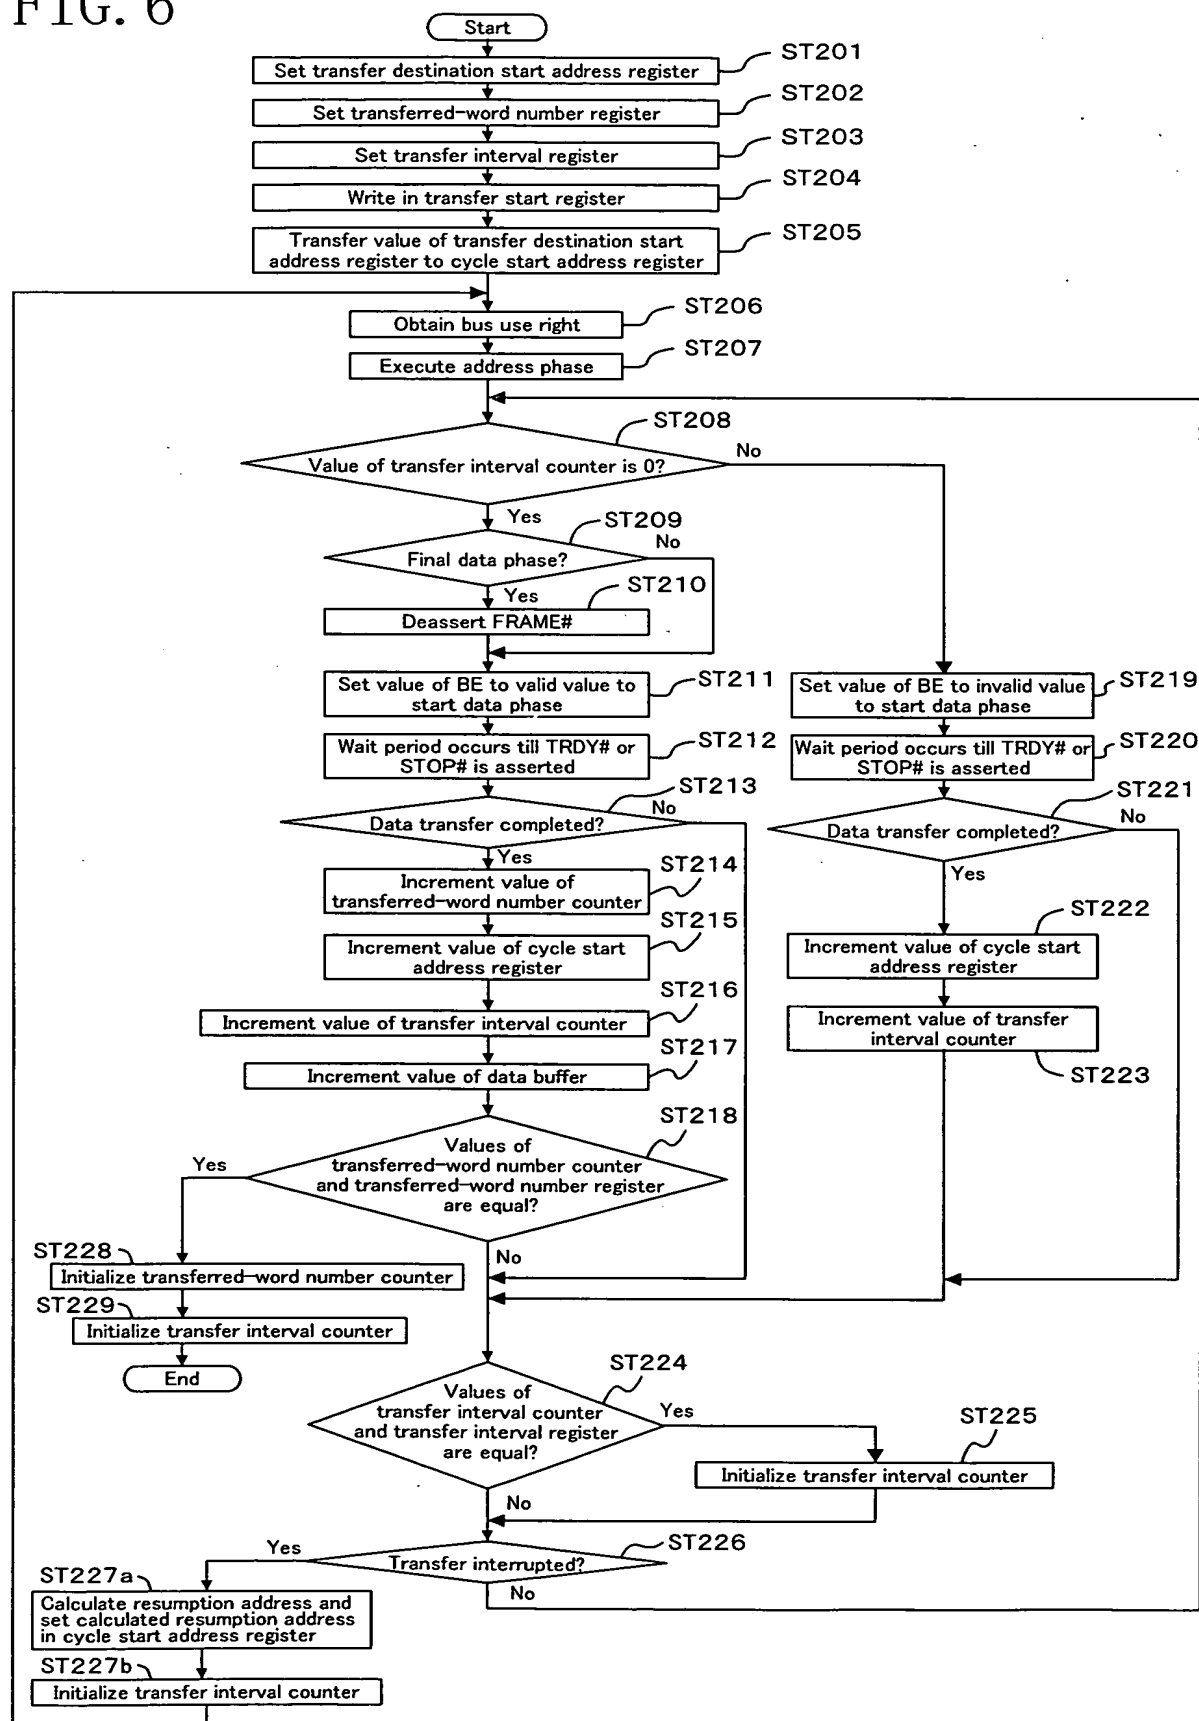 FIG. 6
Start
Set transfer destination start address register
ST201
Set transferred-word number register
ST202
Set transfer interval register
ST203
Write in transfer start register
ST204
Transfer value of transfer destination start
address register to cycle start address register
ST205
Obtain bus use right
ST206
Execute address phase
ST207
ST208
Value of transfer interval counter is 0?
No
Yes
ST209
Final data phase?
No
Yes
ST210
Deassert FRAME#
Set value of BE to valid value to
start data phase
ST211
Set value of BE to invalid value
to start data phase
ST219
Wait period occurs till TRDY# or
STOP# is asserted
ST212
Wait period occurs till TRDY# or
STOP# is asserted
ST220
ST213
Data transfer completed?
No
Yes
ST221
Data transfer completed?
No
Yes
Increment value of
transferred-word number counter
ST214
Increment value of cycle start
address register
ST215
ST222
Increment value of cycle start
address register
Increment value of transfer interval counter
ST216
Increment value of transfer
interval counter
ST223
Increment value of data buffer
ST217
ST218
Values of
transferred-word number counter
and transferred-word number register
are equal?
Yes
No
ST228
Initialize transferred-word number counter
ST229
Initialize transfer interval counter
End
ST224
Values of
transfer interval counter
and transfer interval register
are equal?
Yes
No
ST225
Initialize transfer interval counter
ST226
Transfer interrupted?
Yes
No
ST227a
Calculate resumption address and
set calculated resumption address
in cycle start address register
ST227b
Initialize transfer interval counter